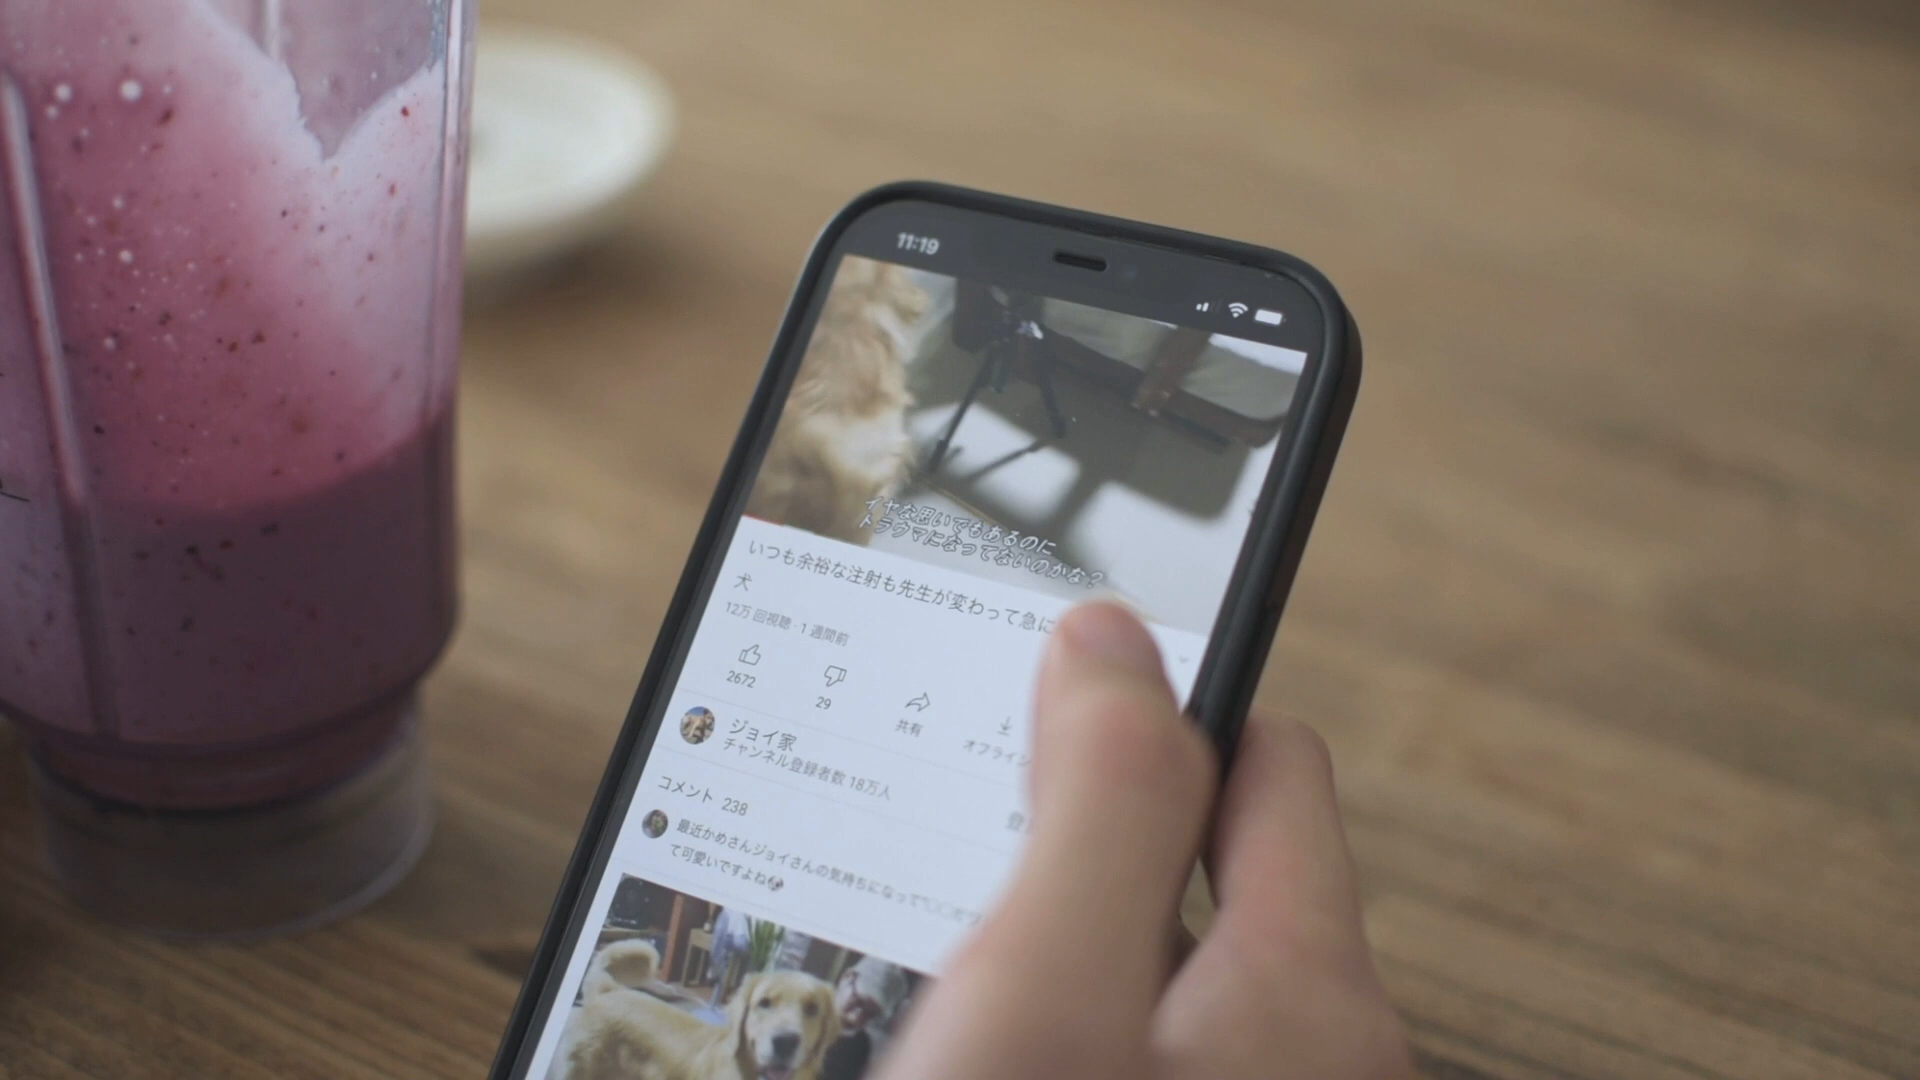 11:19
イヤな思いでもあるのに
トラウマになってないのかな?
いつも余裕な注射も先生が変わって急に
犬
12万 回視聴・1 週間前
2672
29
共有
オフライン
ジョイ家
チャンネル登録者数 18万人
登
コメント 238
最近かめさんジョイさんの気持ちになって
て可愛いですよね